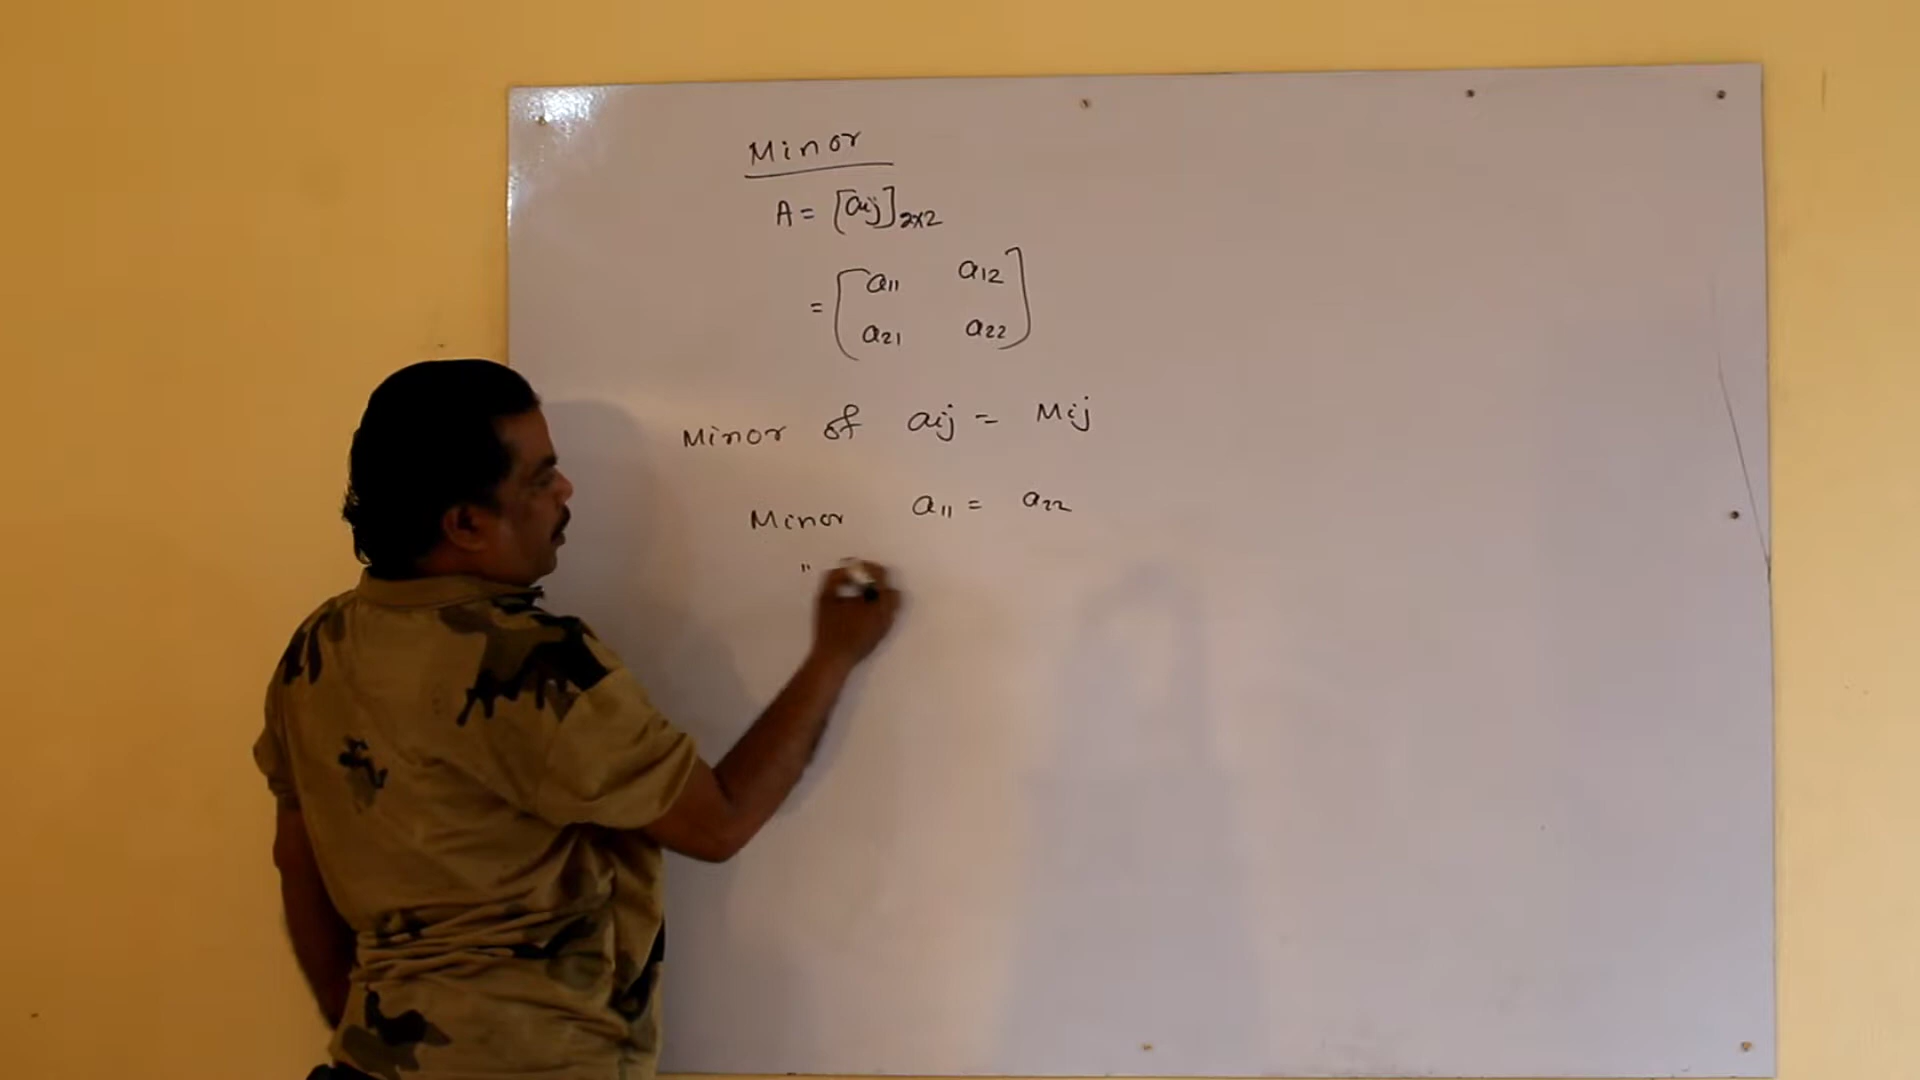 Minor
A = [aij]2x2
= [a11 a12
a21 a22]
Minor of aij = Mij
Minor a11 = a22
"